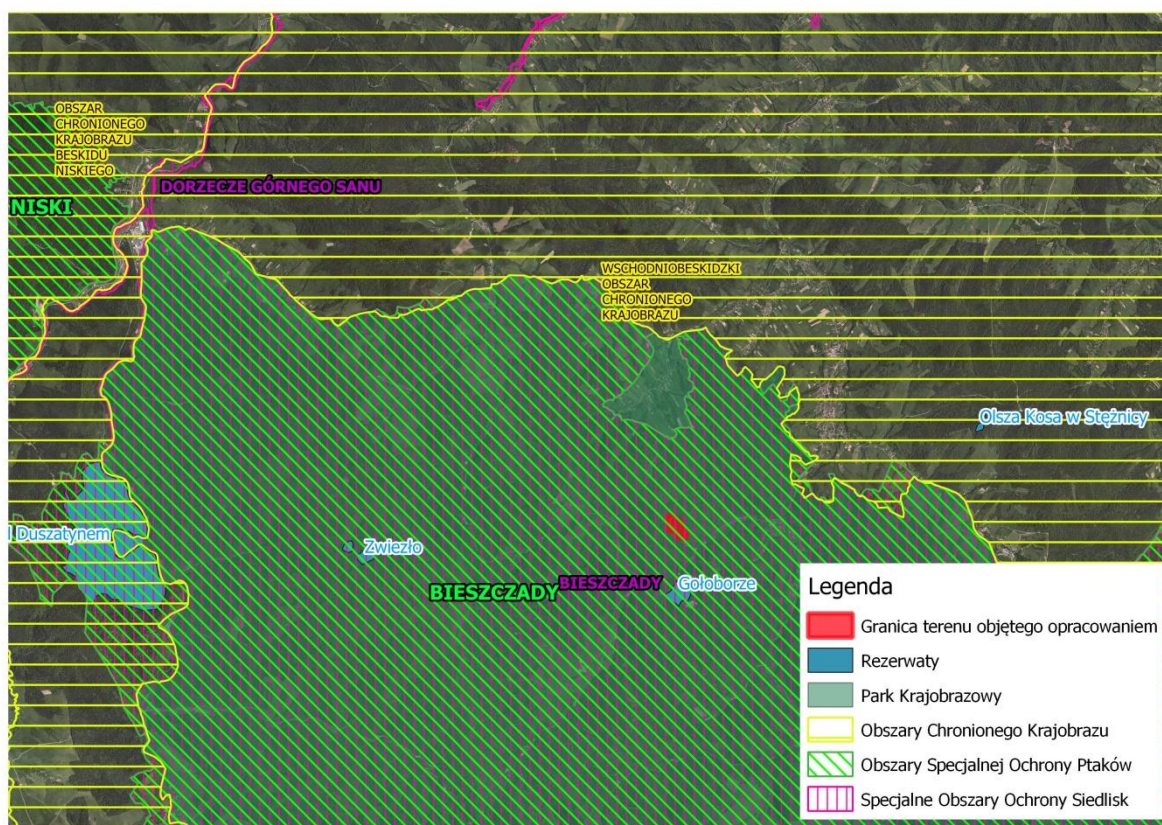 OBSZAR
CHRONIONEGO
KRAJOBRAZU
BESKIDU
NISKIEGO
DORZECZE GÓRNEGO SANU
NISKI
WSCHODNIOBESKIDZKI
OBSZAR
CHRONIONEGO
KRAJOBRAZU
Olsza Kosa w Stężnicy
Duszatynem
Zwiezło
BIESZCZADY
BIESZCZADY
Gołoborze
Legenda
Granica terenu objętego opracowaniem
Rezerwaty
Park Krajobrazowy
Obszary Chronionego Krajobrazu
Obszary Specjalnej Ochrony Ptaków
Specjalne Obszary Ochrony Siedlisk